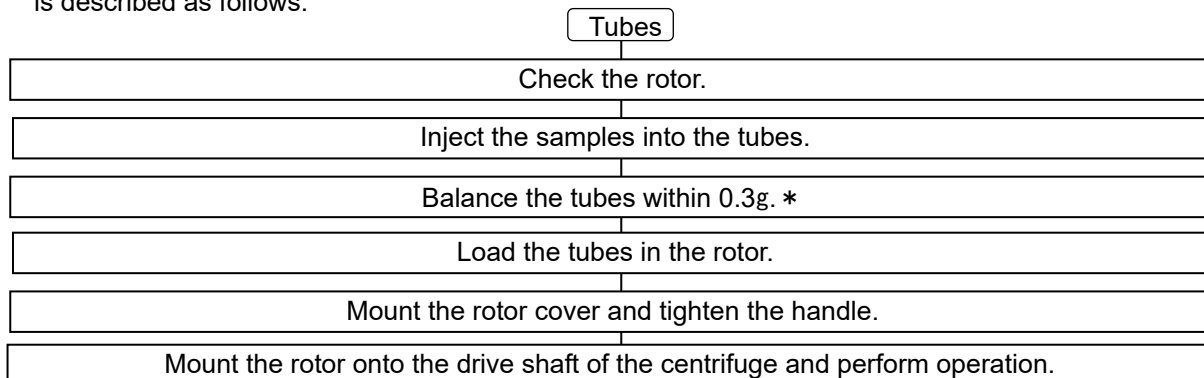 is described as follows.
Tubes
Check the rotor.
Inject the samples into the tubes.
Balance the tubes within 0.3g. *
Load the tubes in the rotor.
Mount the rotor cover and tighten the handle.
Mount the rotor onto the drive shaft of the centrifuge and perform operation.